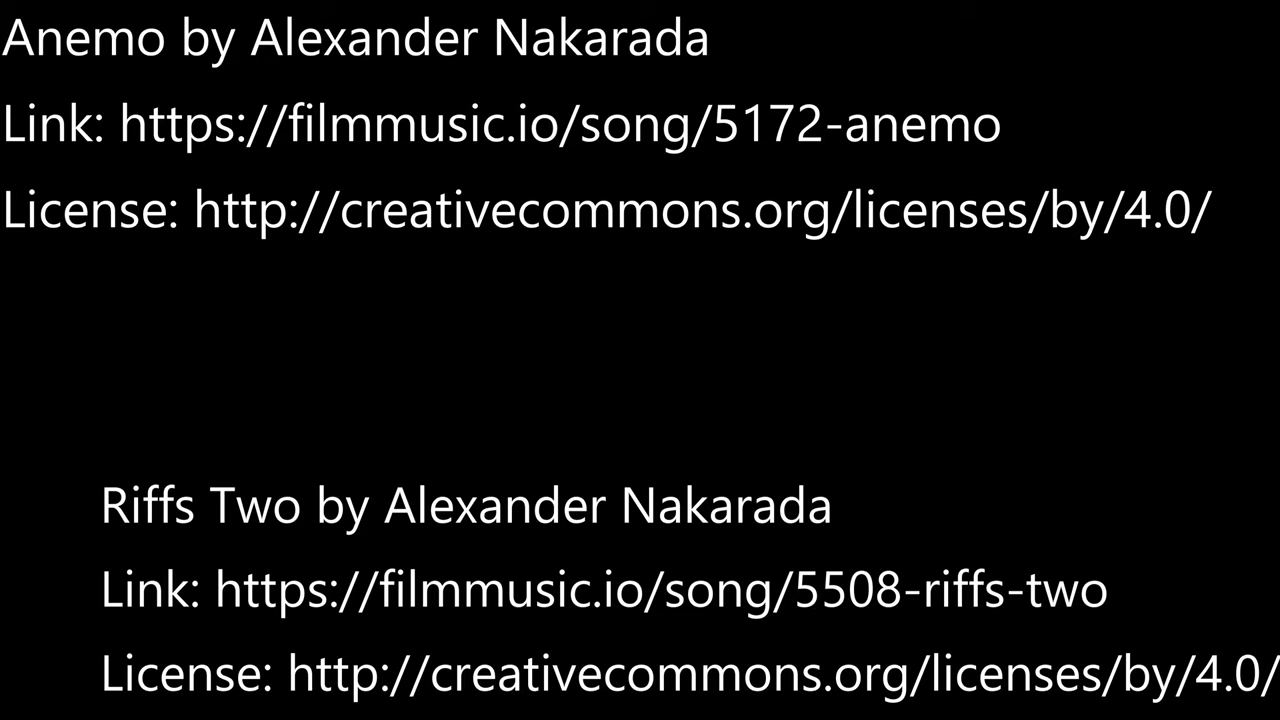 Anemo by Alexander Nakarada
Link: https://filmmusic.io/song/5172-anemo
License: http://creativecommons.org/licenses/by/4.0/
Riffs Two by Alexander Nakarada
Link: https://filmmusic.io/song/5508-riffs-two
License: http://creativecommons.org/licenses/by/4.0/